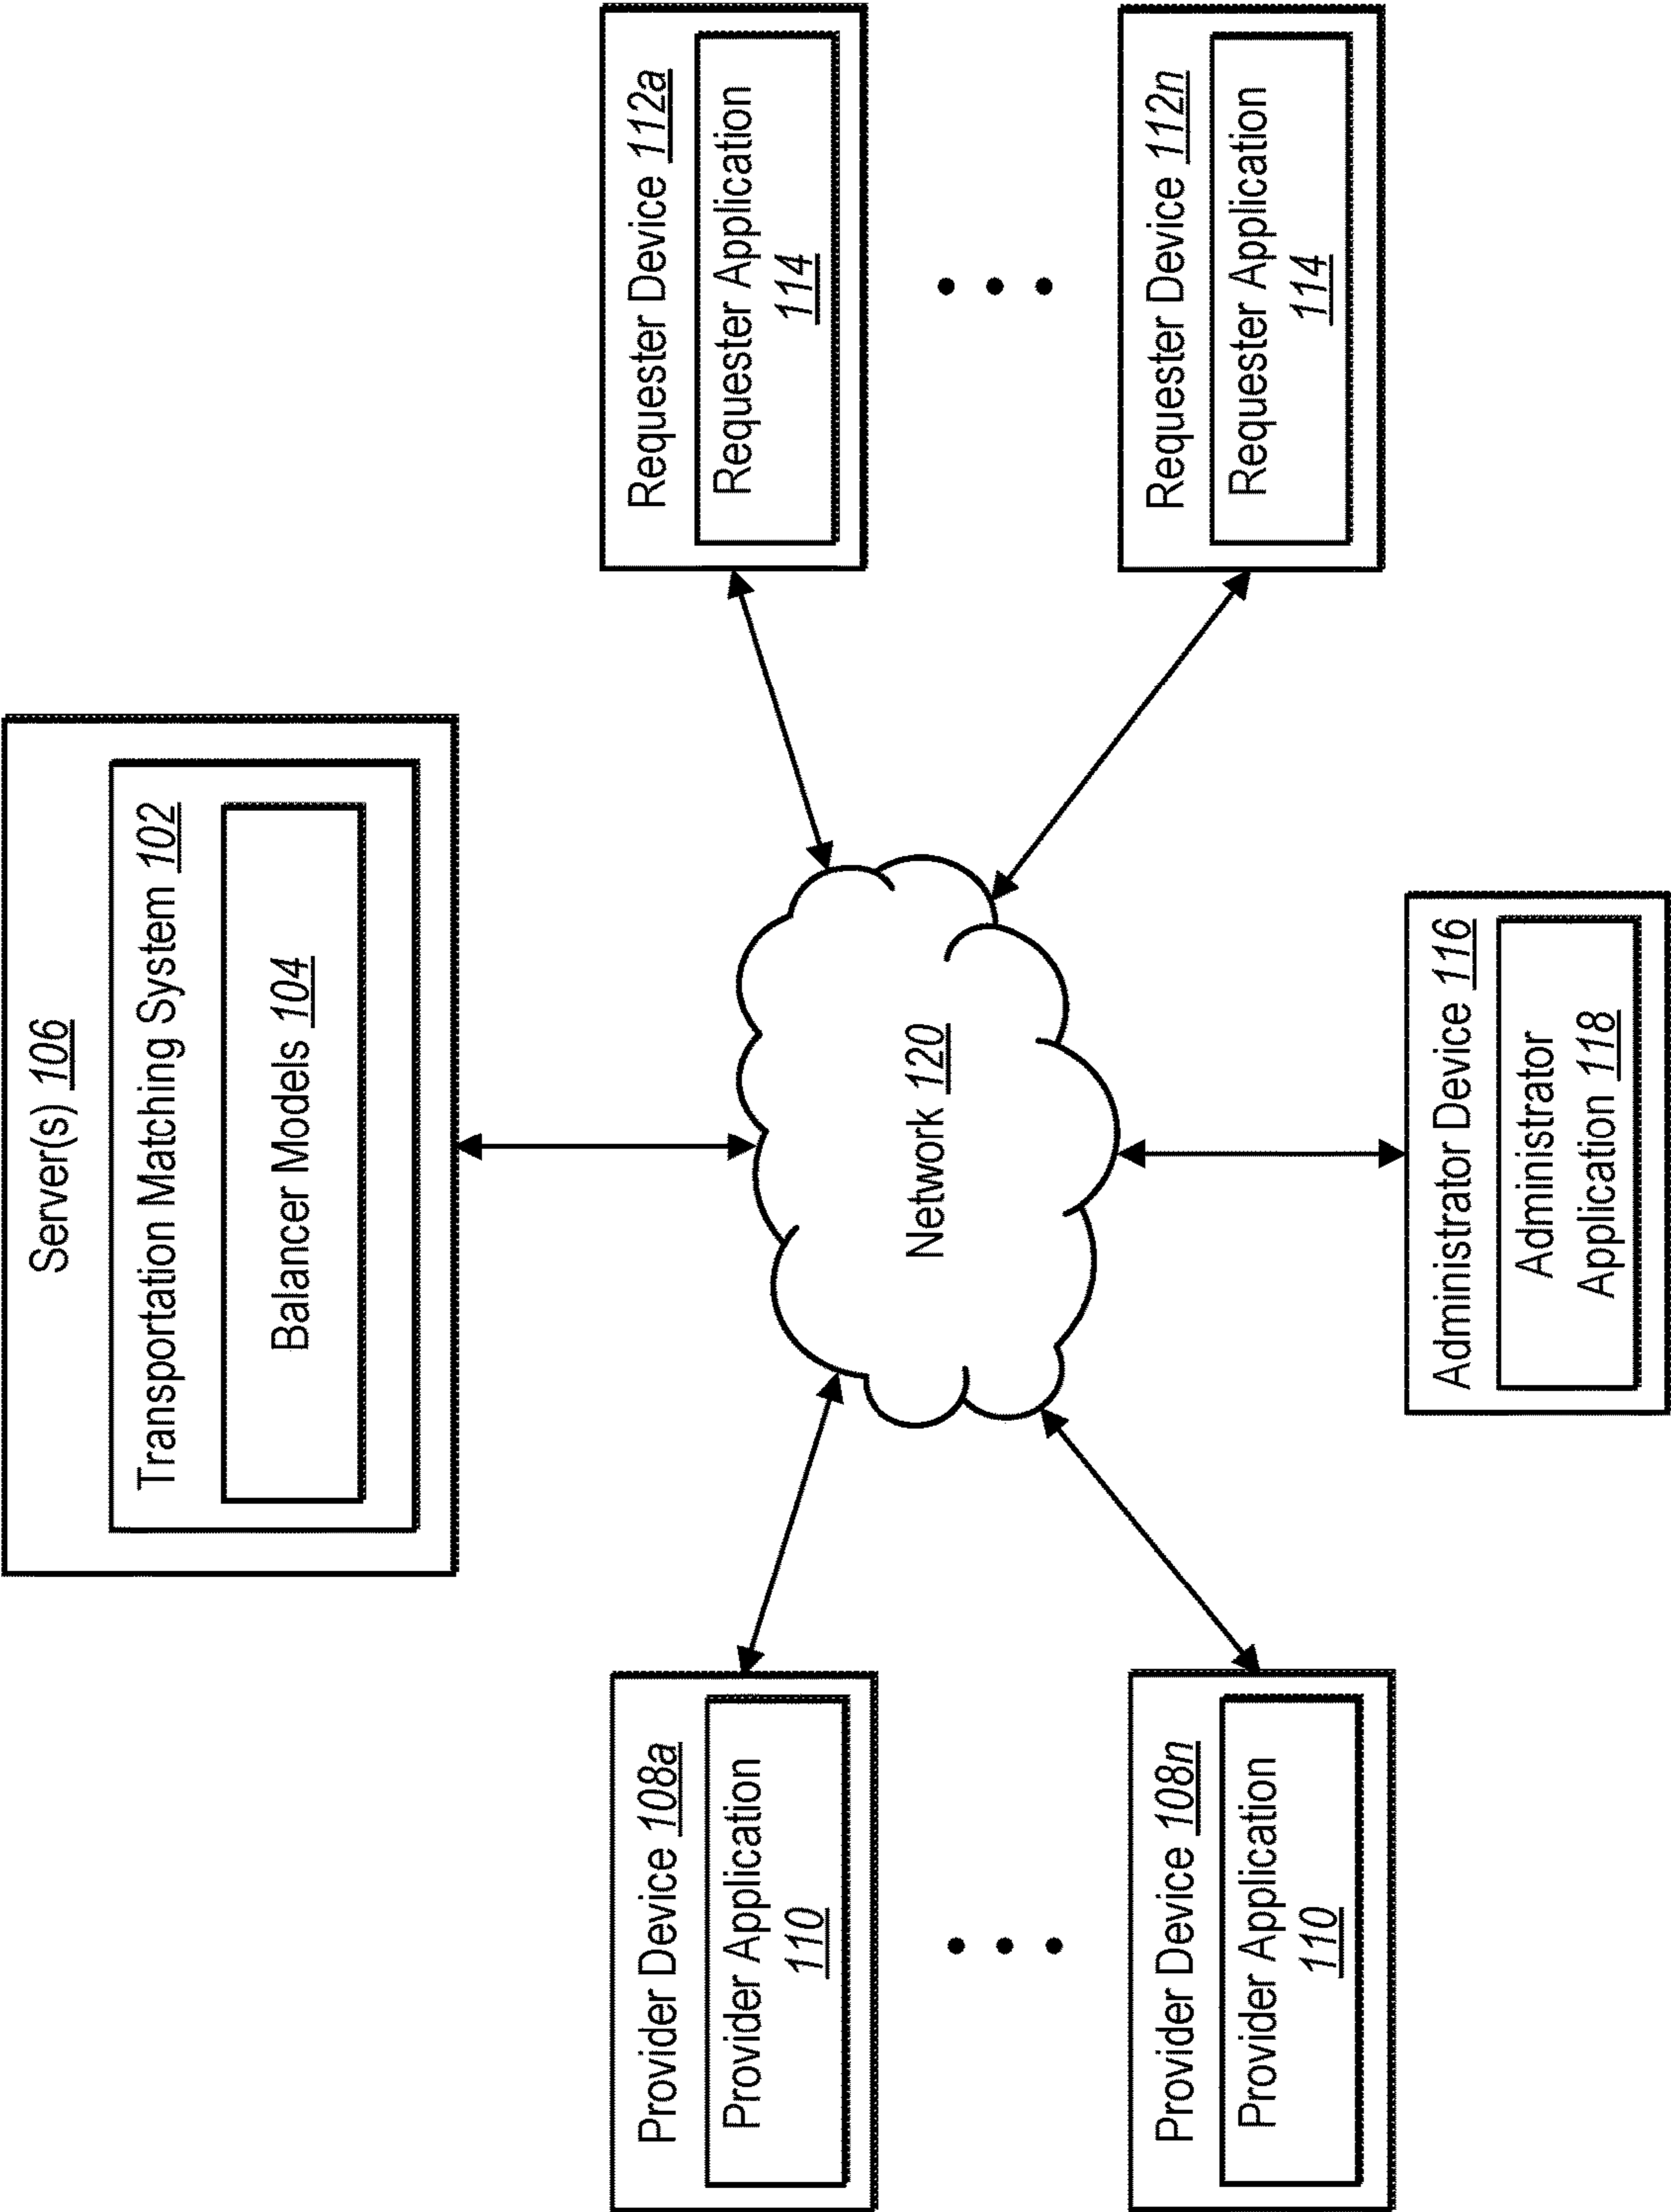 Server(s) 106
Transportation Matching System 102
Balancer Models 104
Provider Device 108a
Provider Application
110
Provider Device 108n
Provider Application
110
Network 120
Requester Device 112a
Requester Application
114
Requester Device 112n
Requester Application
114
Administrator Device 116
Administrator
Application 118